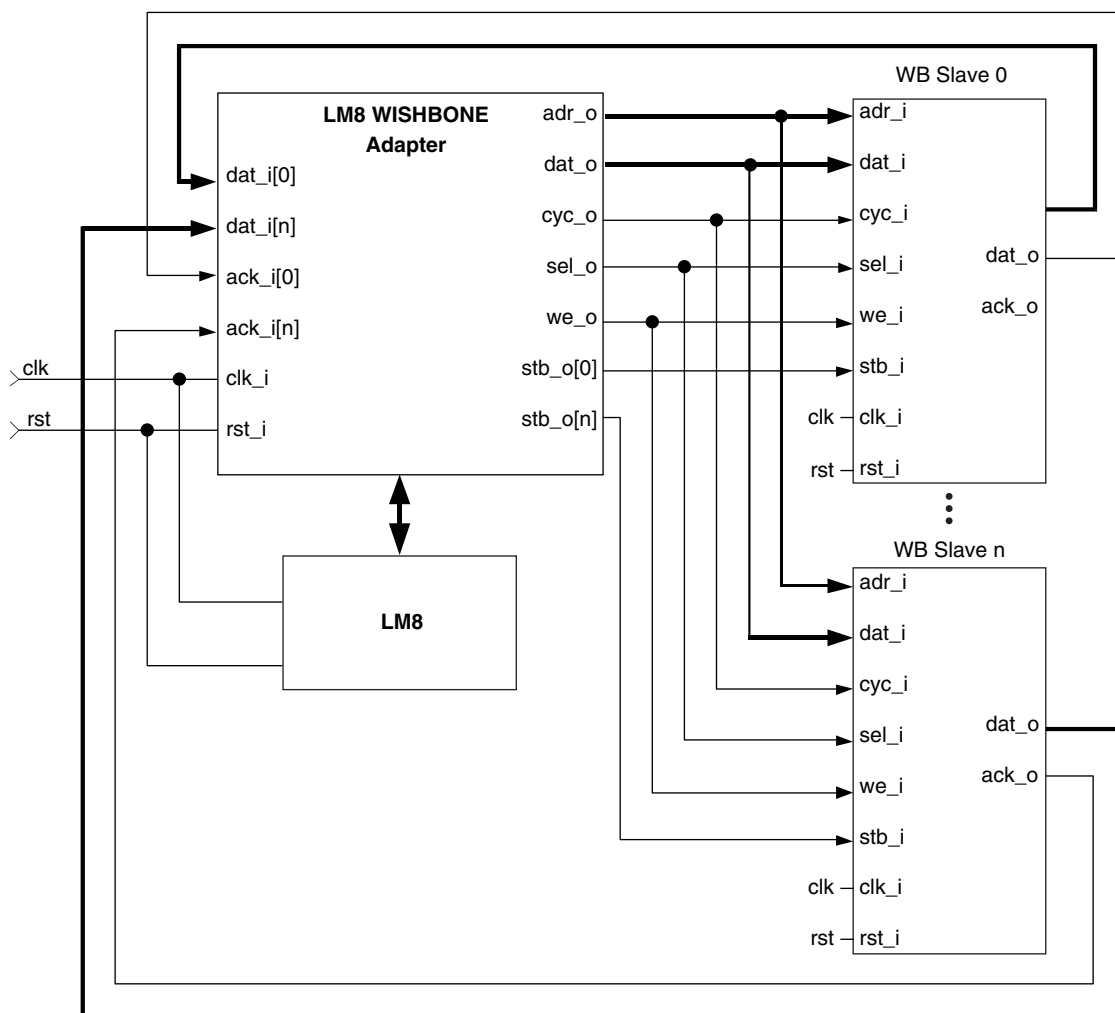 WB Slave 0
LM8 WISHBONE
Adapter
dat_i[0]
dat_i[n]
ack_i[0]
ack_i[n]
clk_i
rst_i
adr_o
dat_o
cyc_o
sel_o
we_o
stb_o[0]
stb_o[n]
clk
rst
adr_i
dat_i
cyc_i
sel_i
we_i
stb_i
clk clk_i
rst rst_i
dat_o
ack_o
LM8
WB Slave n
adr_i
dat_i
cyc_i
sel_i
we_i
stb_i
clk clk_i
rst rst_i
dat_o
ack_o